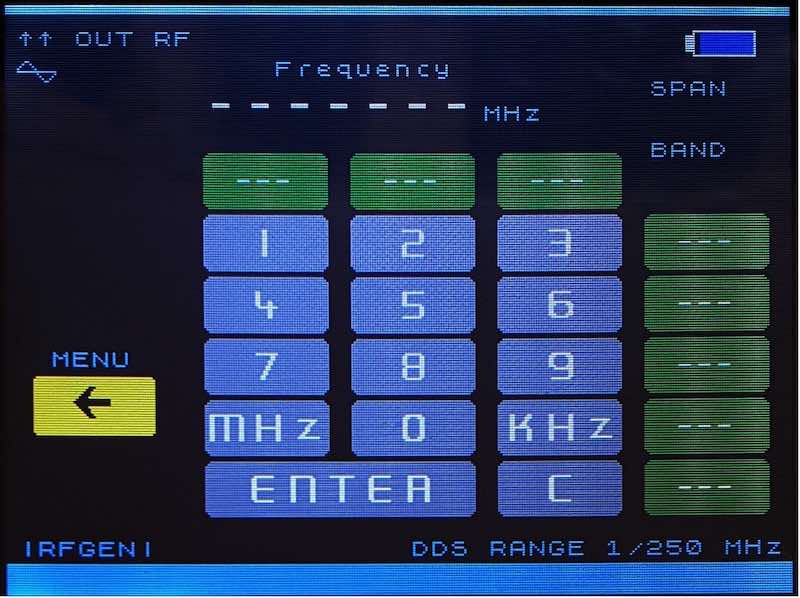 ↑↑ OUT RF
Frequency
- - - - - - - MHz
SPAN
BAND
--- --- ---
1 2 3 ---
4 5 6 ---
7 8 9 ---
MENU
←
MHz 0 KHz ---
ENTER C ---
|RFGEN|
DDS RANGE 1/250 MHz